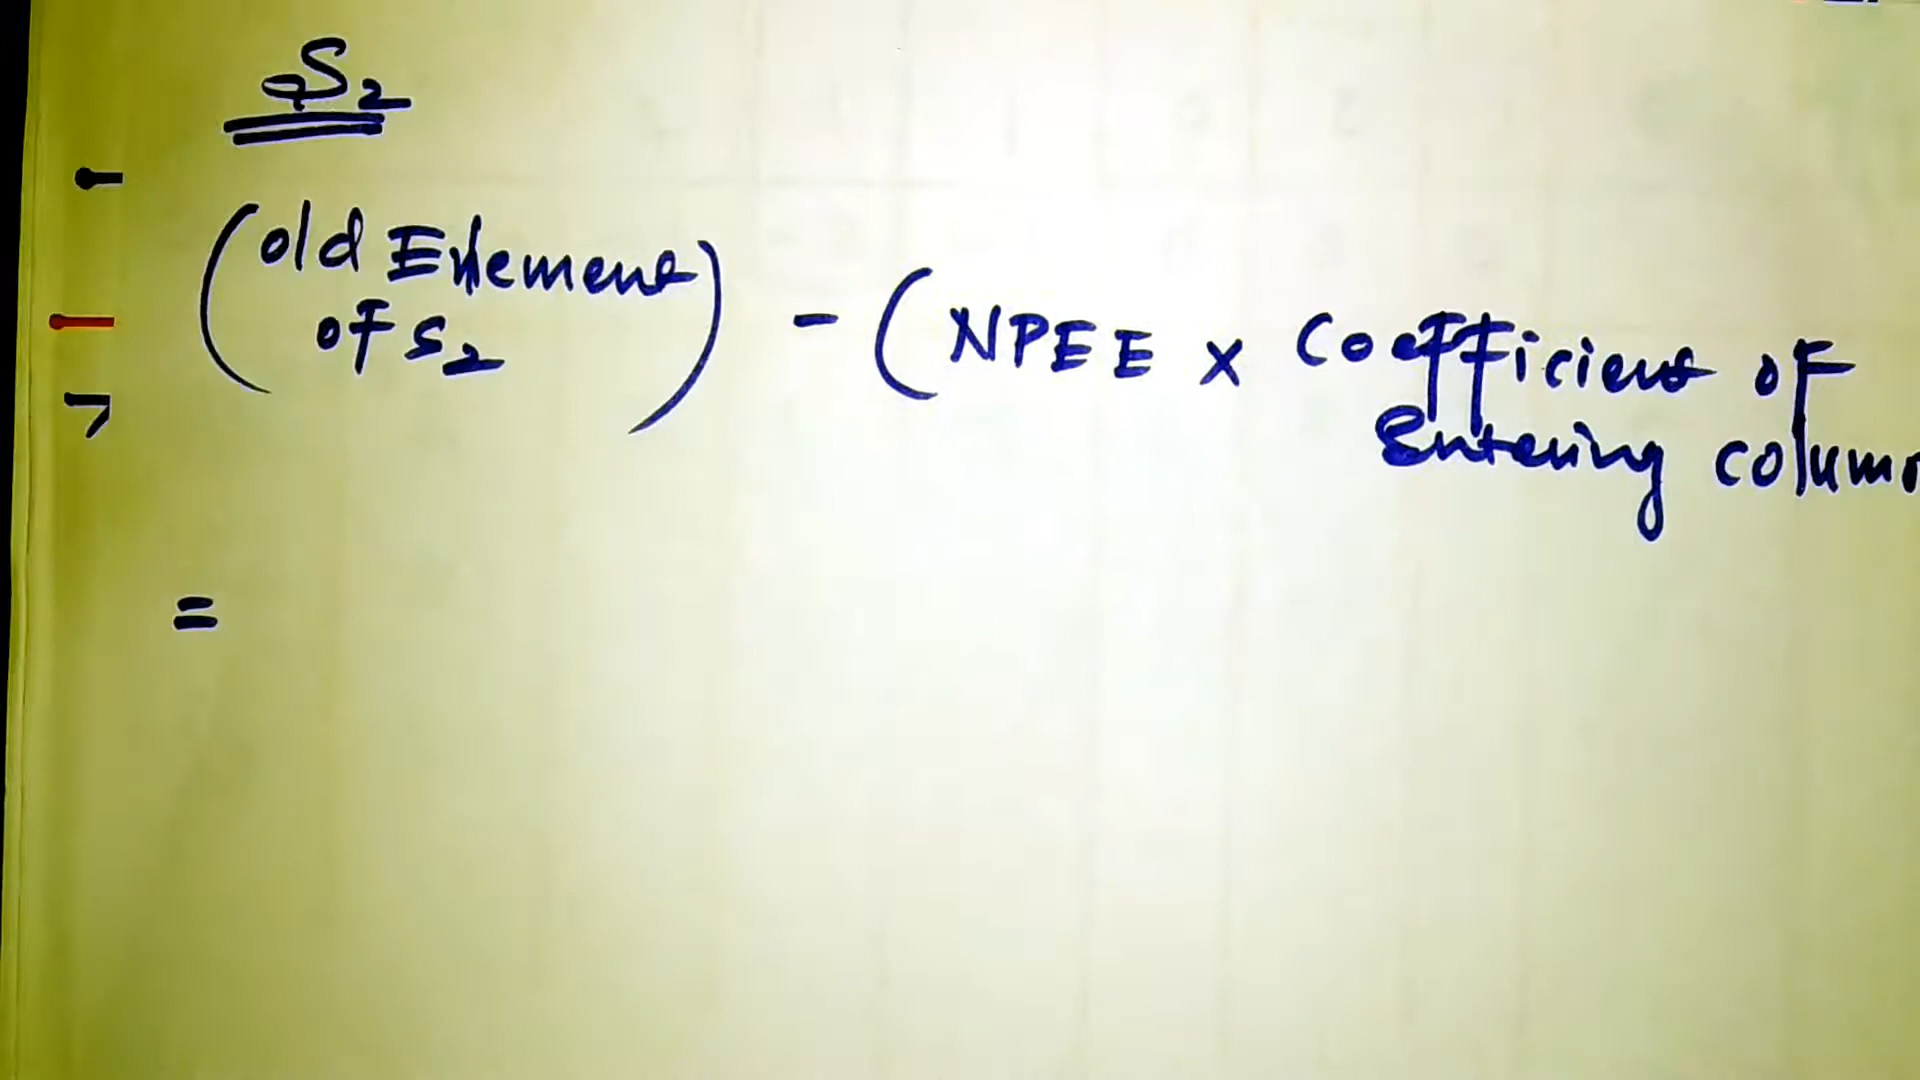 S2
(old Element
of S2) - (NPEE x Coefficient of
Entering column
=